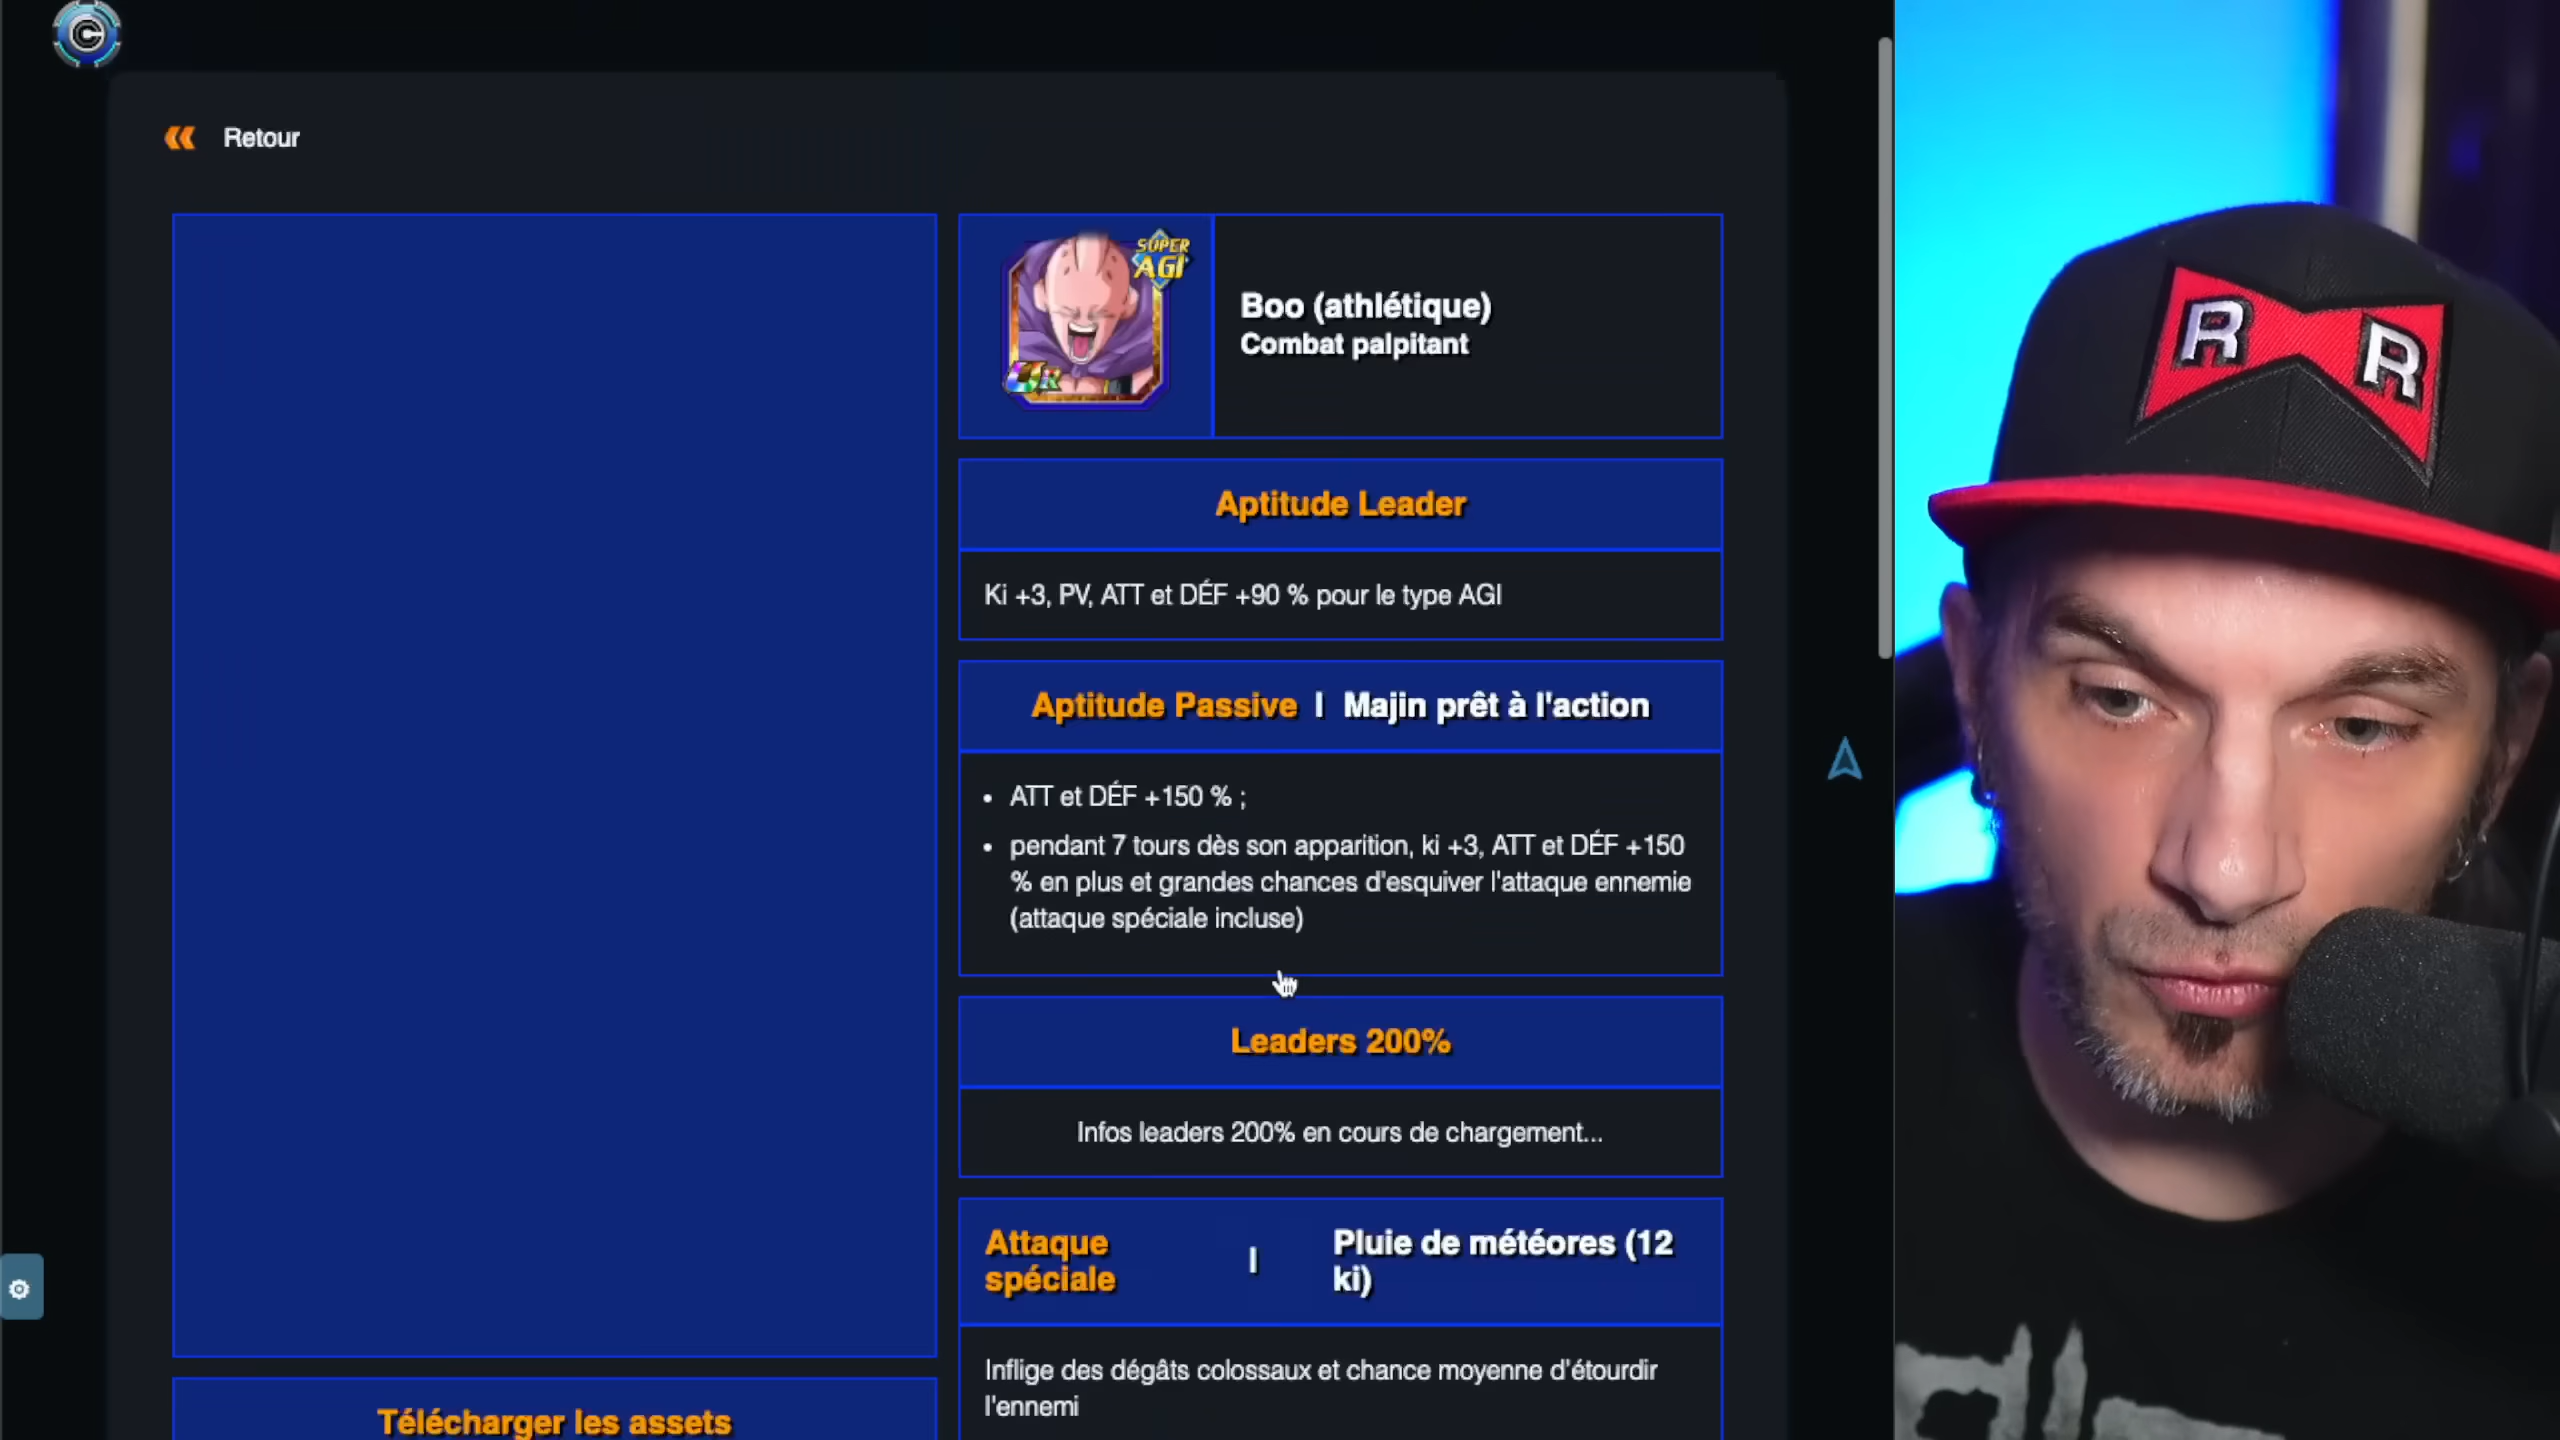 Retour
SUPER
AGI
UR
Boo (athlétique)
Combat palpitant
Aptitude Leader
Ki +3, PV, ATT et DÉF +90 % pour le type AGI
Aptitude Passive | Majin prêt à l'action
• ATT et DÉF +150 % ;
• pendant 7 tours dès son apparition, ki +3, ATT et DÉF +150
% en plus et grandes chances d'esquiver l'attaque ennemie
(attaque spéciale incluse)
Leaders 200%
Infos leaders 200% en cours de chargement...
Attaque
spéciale
|
Pluie de météores (12
ki)
Inflige des dégâts colossaux et chance moyenne d'étourdir
l'ennemi
Télécharger les assets
R R